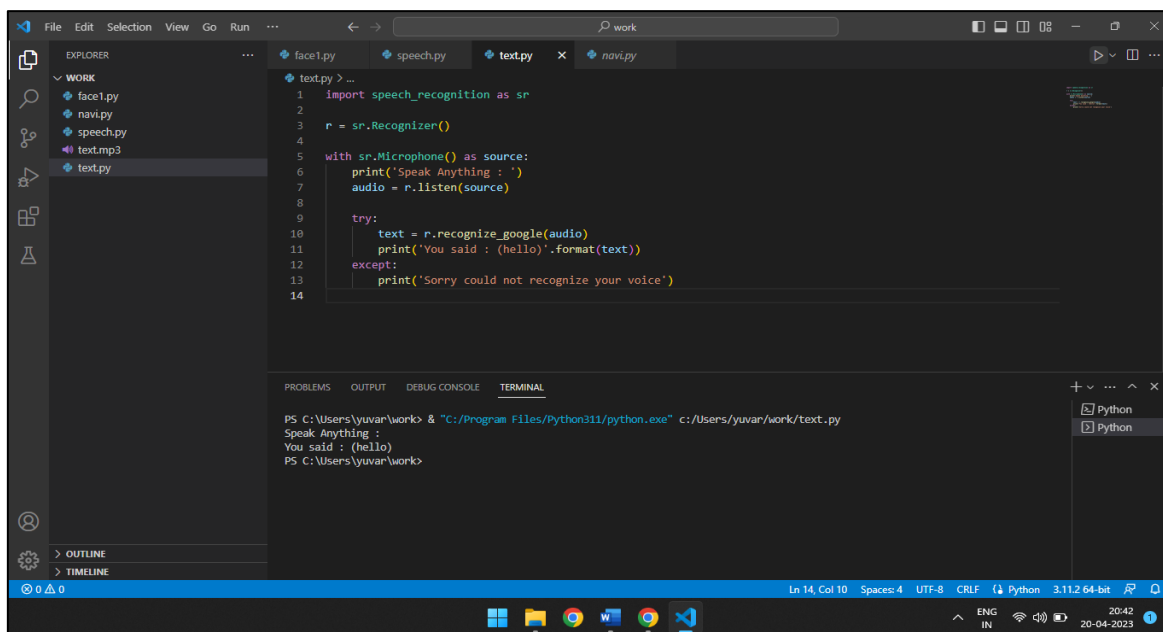 File Edit Selection View Go Run ··· work
EXPLORER ···
WORK
face1.py
navi.py
speech.py
text.mp3
text.py
OUTLINE
TIMELINE
face1.py speech.py text.py navi.py
text.py > ...
1 import speech_recognition as sr
2
3 r = sr.Recognizer()
4
5 with sr.Microphone() as source:
6 print('Speak Anything : ')
7 audio = r.listen(source)
8
9 try:
10 text = r.recognize_google(audio)
11 print('You said : (hello)'.format(text))
12 except:
13 print('Sorry could not recognize your voice')
14
PROBLEMS OUTPUT DEBUG CONSOLE TERMINAL
PS C:\Users\yuvar\work> & "C:/Program Files/Python311/python.exe" c:/Users/yuvar/work/text.py
Speak Anything :
You said : (hello)
PS C:\Users\yuvar\work>
Python
Python
0 0 Ln 14, Col 10 Spaces: 4 UTF-8 CRLF Python 3.11.2 64-bit
ENG
IN
20:42
20-04-2023
1